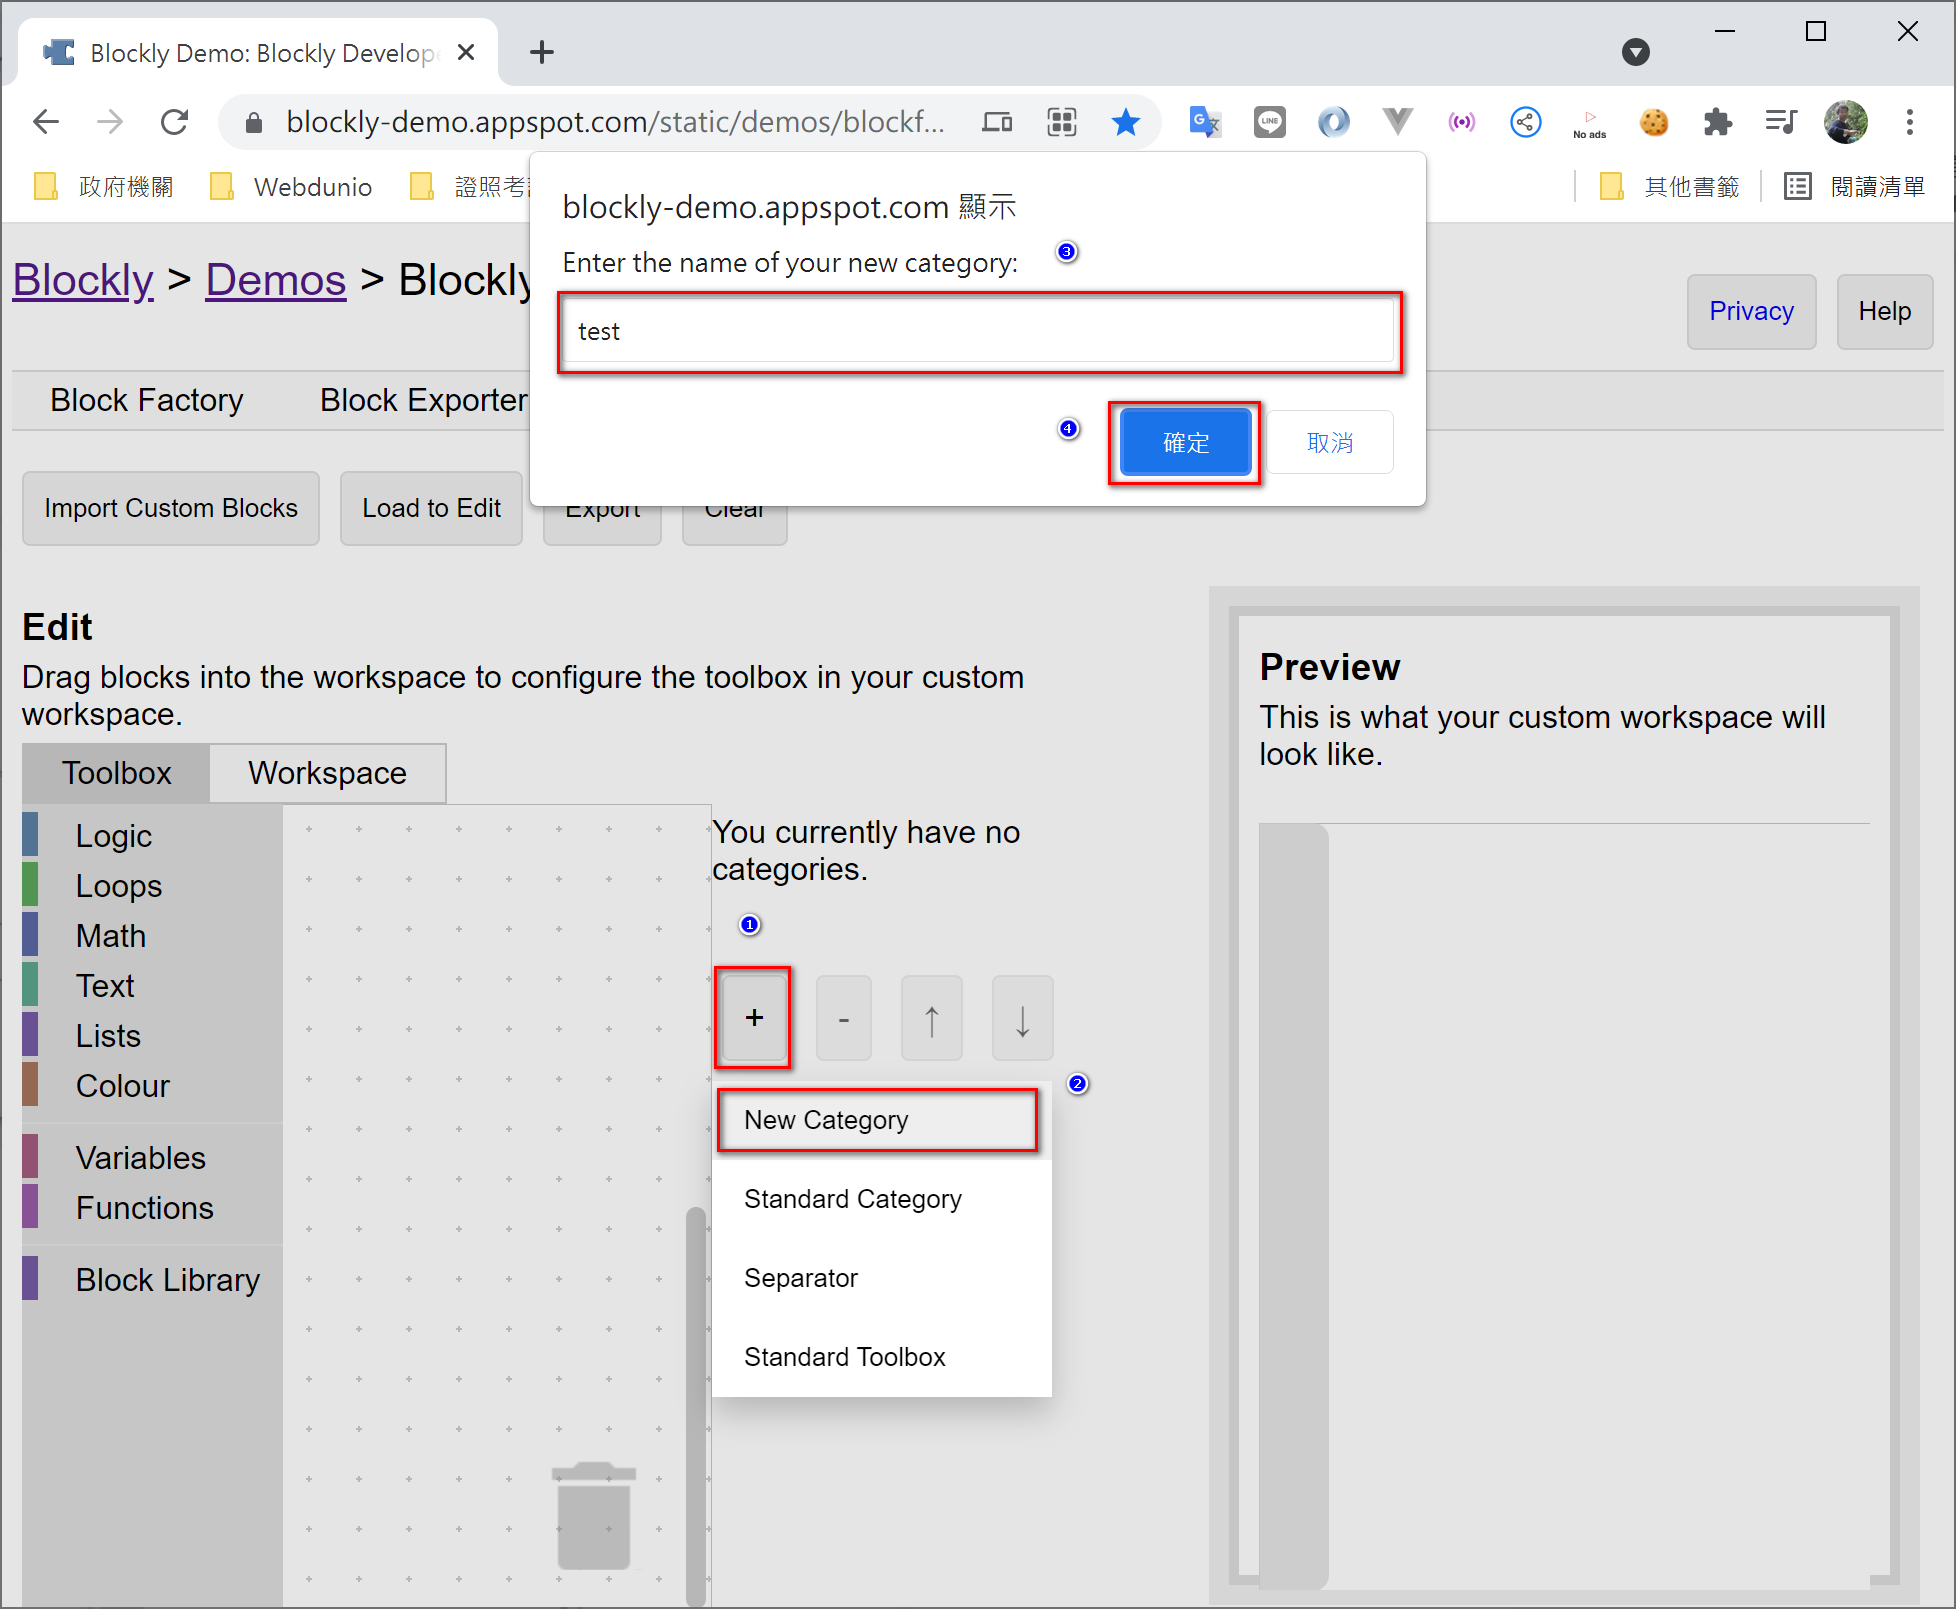 Blockly Demo: Blockly Develope
blockly-demo.appspot.com/static/demos/blockf...
LINE
No ads
政府機關
Webdunio
證照考
其他書籤
閱讀清單
blockly-demo.appspot.com 顯示
Enter the name of your new category:
3
test
4
確定
取消
Blockly > Demos > Blockly
Privacy
Help
Block Factory
Block Exporter
Import Custom Blocks
Load to Edit
Export
Clear
Edit
Drag blocks into the workspace to configure the toolbox in your custom
workspace.
Toolbox
Workspace
Logic
Loops
Math
Text
Lists
Colour
Variables
Functions
Block Library
You currently have no
categories.
1
+
-
↑
↓
2
New Category
Standard Category
Separator
Standard Toolbox
Preview
This is what your custom workspace will
look like.